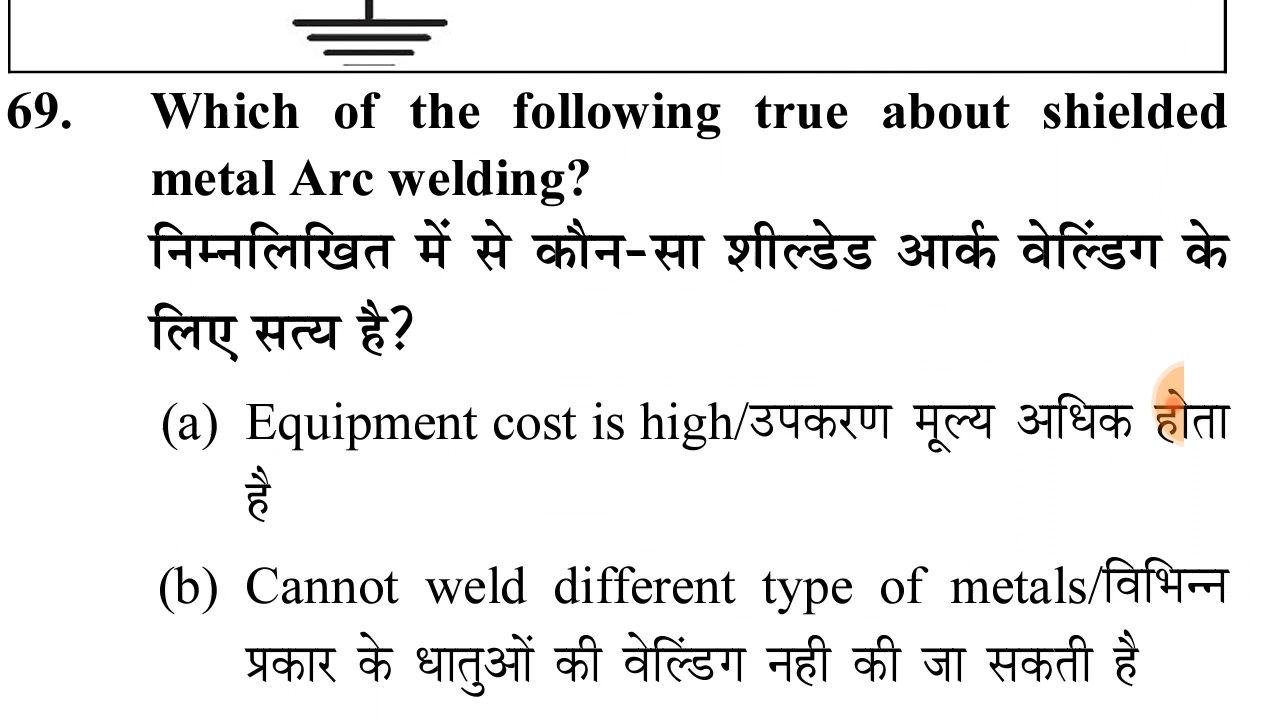 69. Which of the following true about shielded
metal Arc welding?
निम्नलिखित में से कौन-सा शील्डेड आर्क वेल्डिंग के
लिए सत्य है?
(a) Equipment cost is high/उपकरण मूल्य अधिक होता
है
(b) Cannot weld different type of metals/विभिन्न
प्रकार के धातुओं की वेल्डिंग नही की जा सकती है